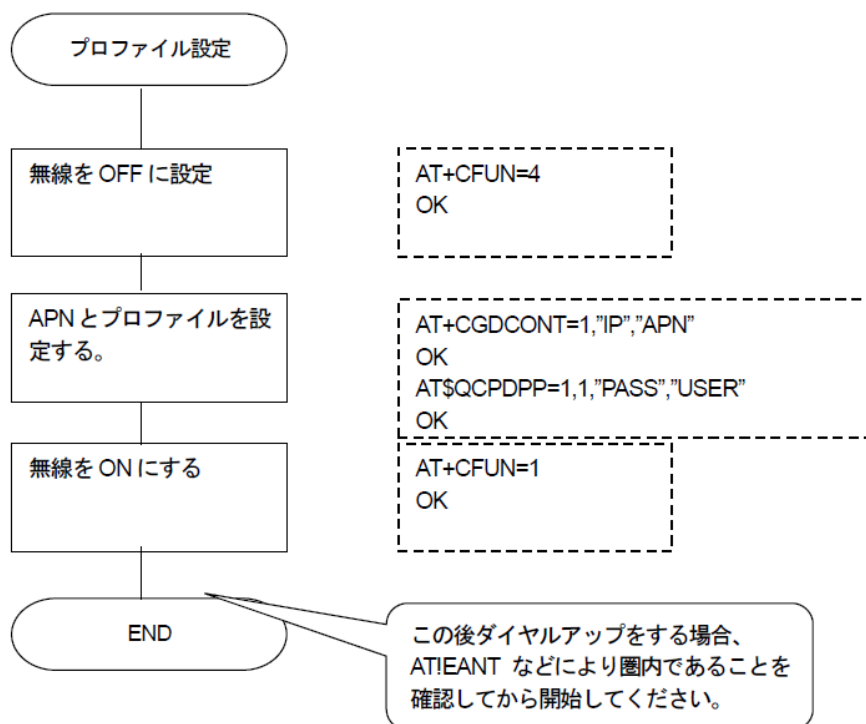 プロファイル設定
無線を OFF に設定
AT+CFUN=4
OK
APN とプロファイルを設
定する。
AT+CGDCONT=1,”IP”,”APN”
OK
AT$QCPDPP=1,1,”PASS”,”USER”
OK
無線を ON にする
AT+CFUN=1
OK
END
この後ダイヤルアップをする場合、
AT!EANT などにより圏内であることを
確認してから開始してください。